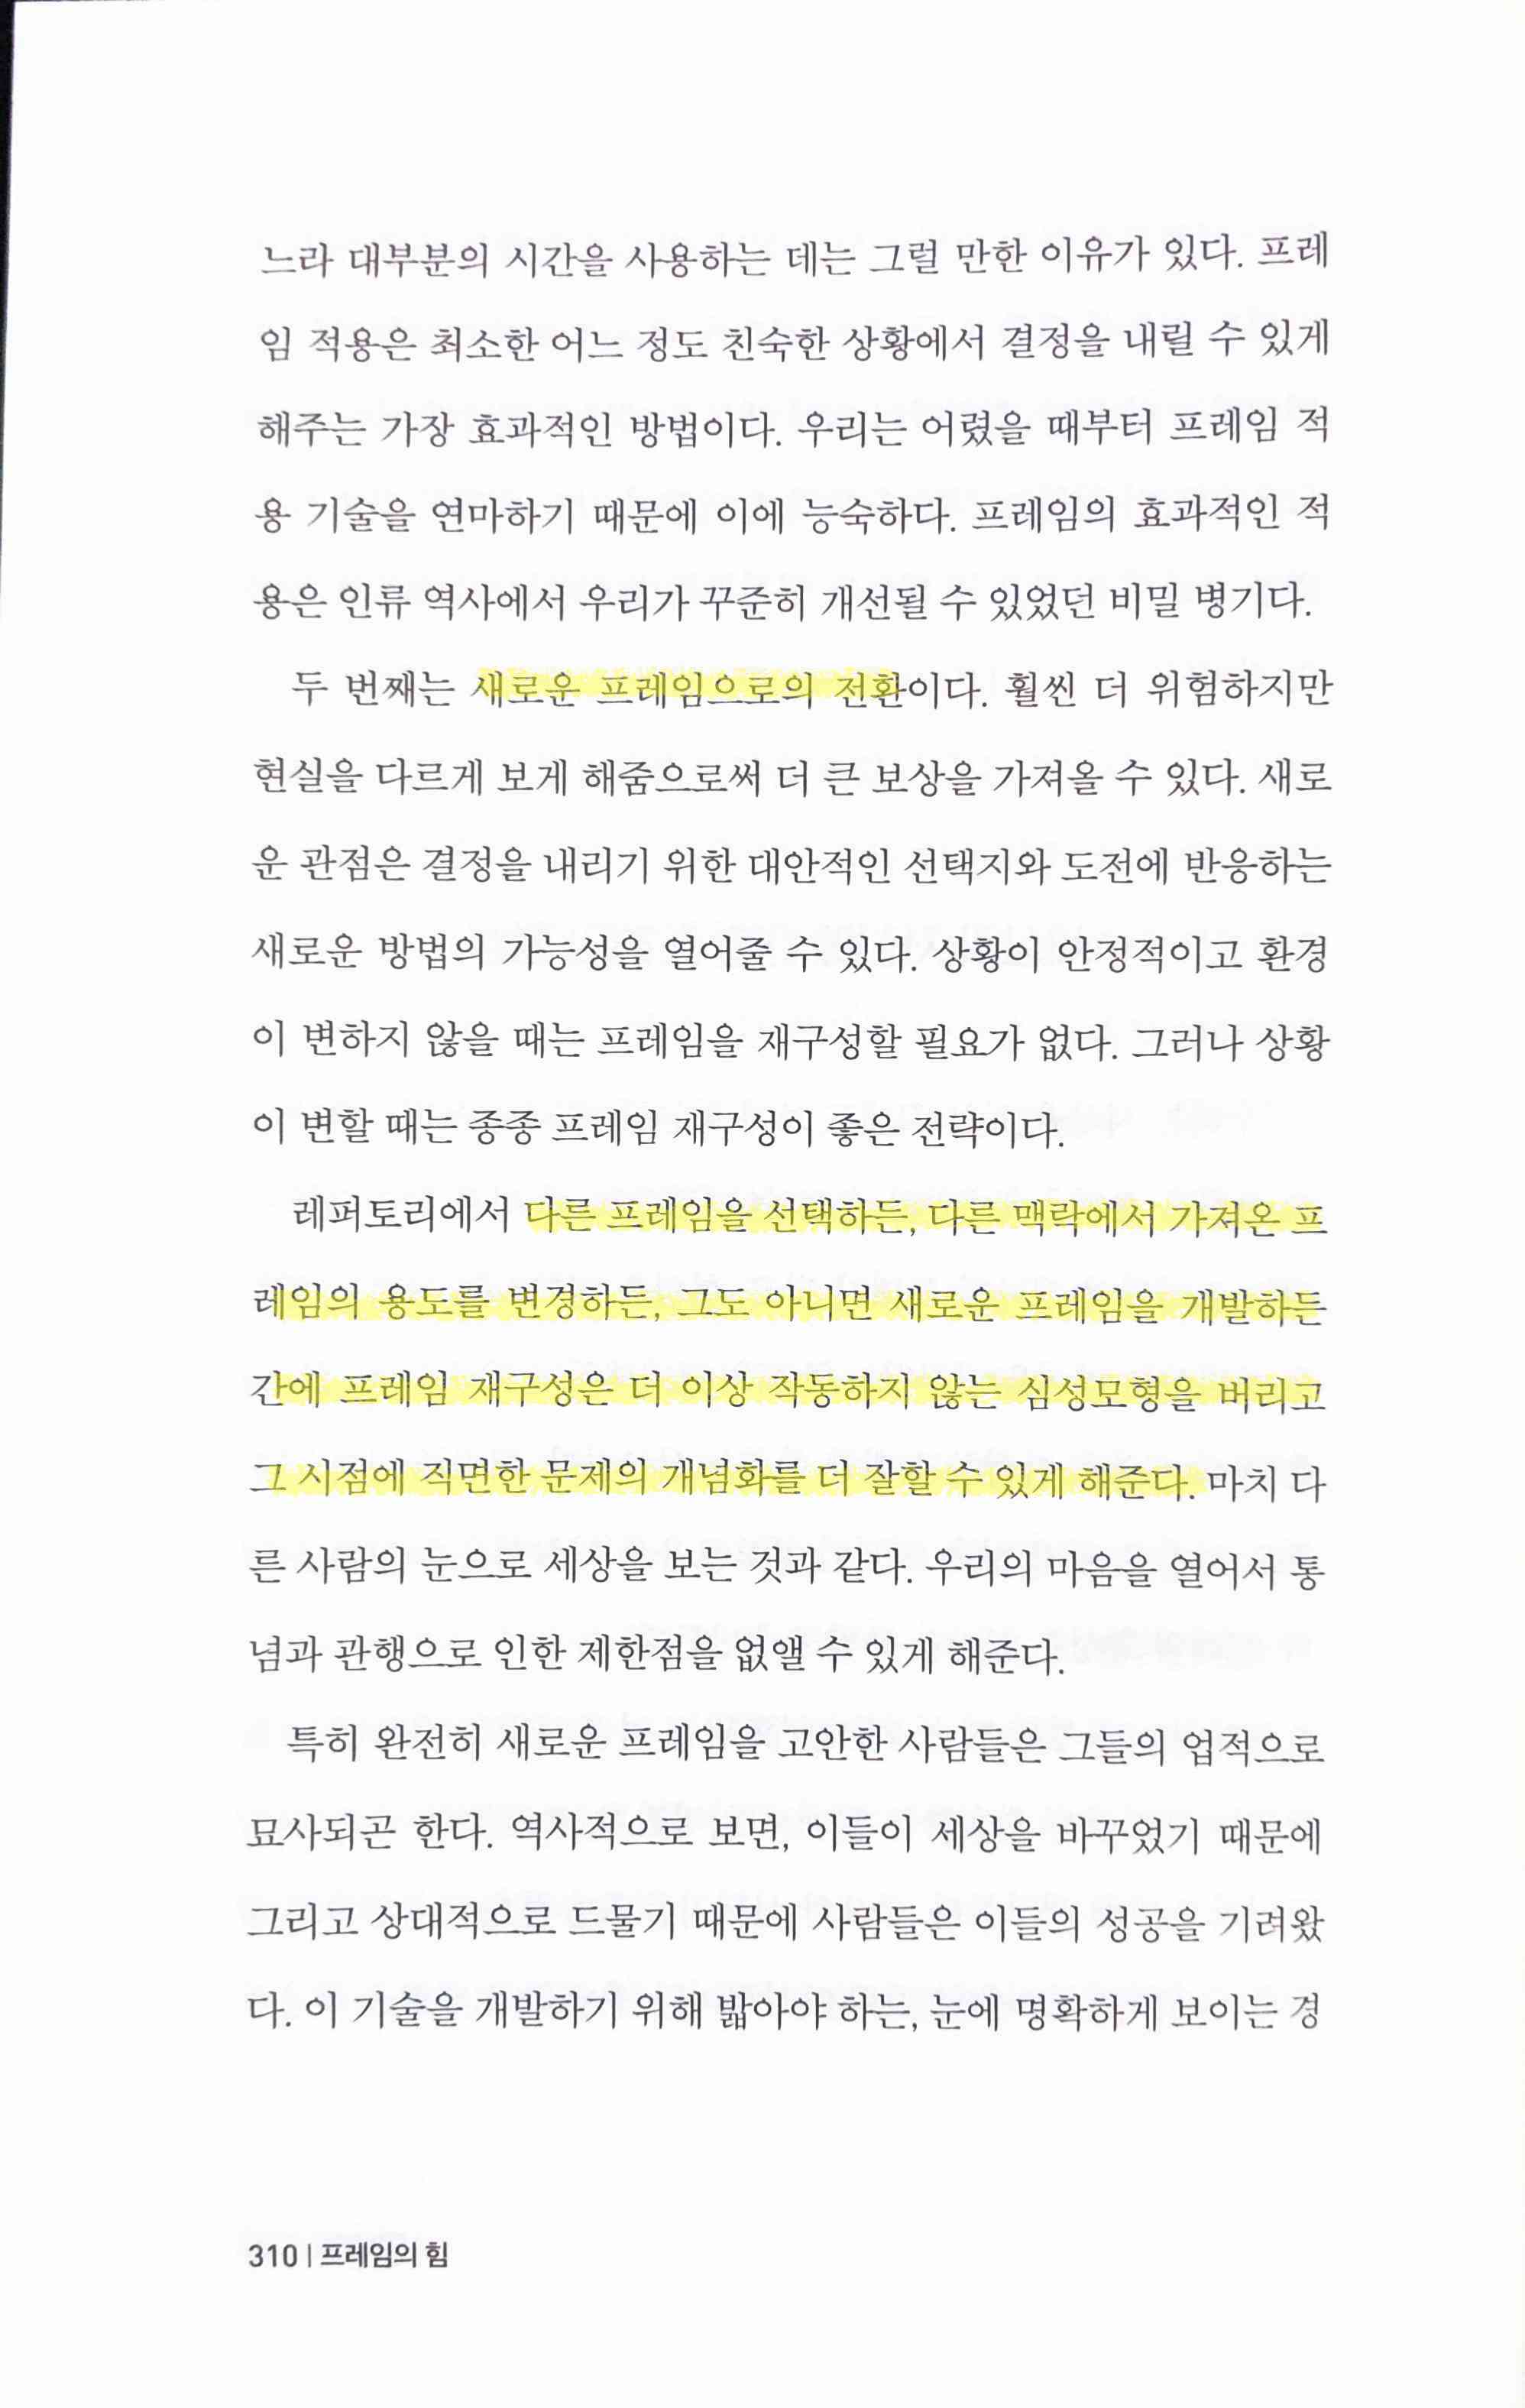 느라 대부분의 시간을 사용하는 데는 그럴 만한 이유가 있다. 프레
임 적용은 최소한 어느 정도 친숙한 상황에서 결정을 내릴 수 있게
해주는 가장 효과적인 방법이다. 우리는 어렸을 때부터 프레임 적
용 기술을 연마하기 때문에 이에 능숙하다. 프레임의 효과적인 적
용은 인류 역사에서 우리가 꾸준히 개선될 수 있었던 비밀 병기다.
두 번째는 새로운 프레임으로의 전환이다. 훨씬 더 위험하지만
현실을 다르게 보게 해줌으로써 더 큰 보상을 가져올 수 있다. 새로
운 관점은 결정을 내리기 위한 대안적인 선택지와 도전에 반응하는
새로운 방법의 가능성을 열어줄 수 있다. 상황이 안정적이고 환경
이 변하지 않을 때는 프레임을 재구성할 필요가 없다. 그러나 상황
이 변할 때는 종종 프레임 재구성이 좋은 전략이다.
레퍼토리에서 다른 프레임을 선택하든, 다른 맥락에서 가져온 프
레임의 용도를 변경하든, 그도 아니면 새로운 프레임을 개발하든
간에 프레임 재구성은 더 이상 작동하지 않는 심성모형을 버리고
그 시점에 직면한 문제의 개념화를 더 잘할 수 있게 해준다. 마치 다
른 사람의 눈으로 세상을 보는 것과 같다. 우리의 마음을 열어서 통
념과 관행으로 인한 제한점을 없앨 수 있게 해준다.
특히 완전히 새로운 프레임을 고안한 사람들은 그들의 업적으로
묘사되곤 한다. 역사적으로 보면, 이들이 세상을 바꾸었기 때문에
그리고 상대적으로 드물기 때문에 사람들은 이들의 성공을 기려왔
다. 이 기술을 개발하기 위해 밟아야 하는, 눈에 명확하게 보이는 경
310 | 프레임의 힘